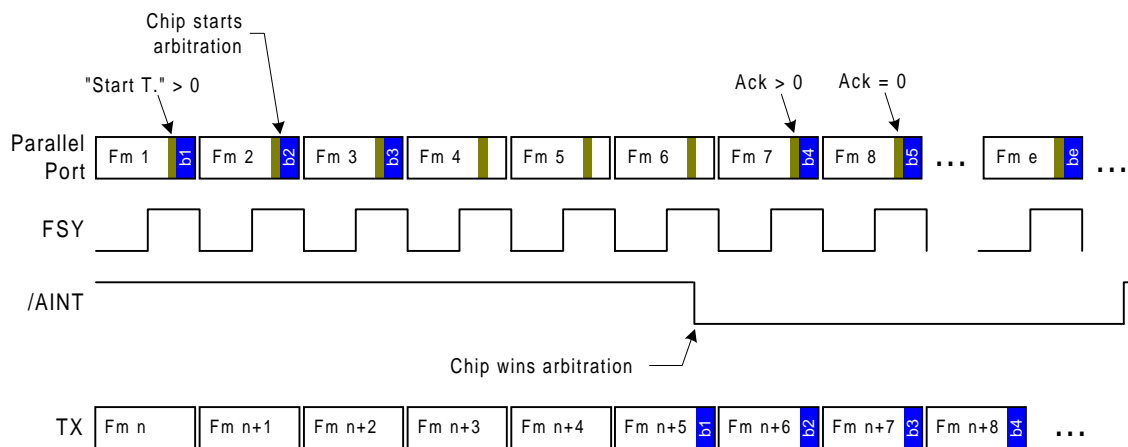 Chip starts
arbitration
"Start T." > 0
Ack > 0
Ack = 0
Parallel
Port
Fm 1
b1
Fm 2
b2
Fm 3
b3
Fm 4
Fm 5
Fm 6
Fm 7
b4
Fm 8
b5
...
Fm e
be
...
FSY
/AINT
Chip wins arbitration
TX
Fm n
Fm n+1
Fm n+2
Fm n+3
Fm n+4
Fm n+5
b1
Fm n+6
b2
Fm n+7
b3
Fm n+8
b4
...